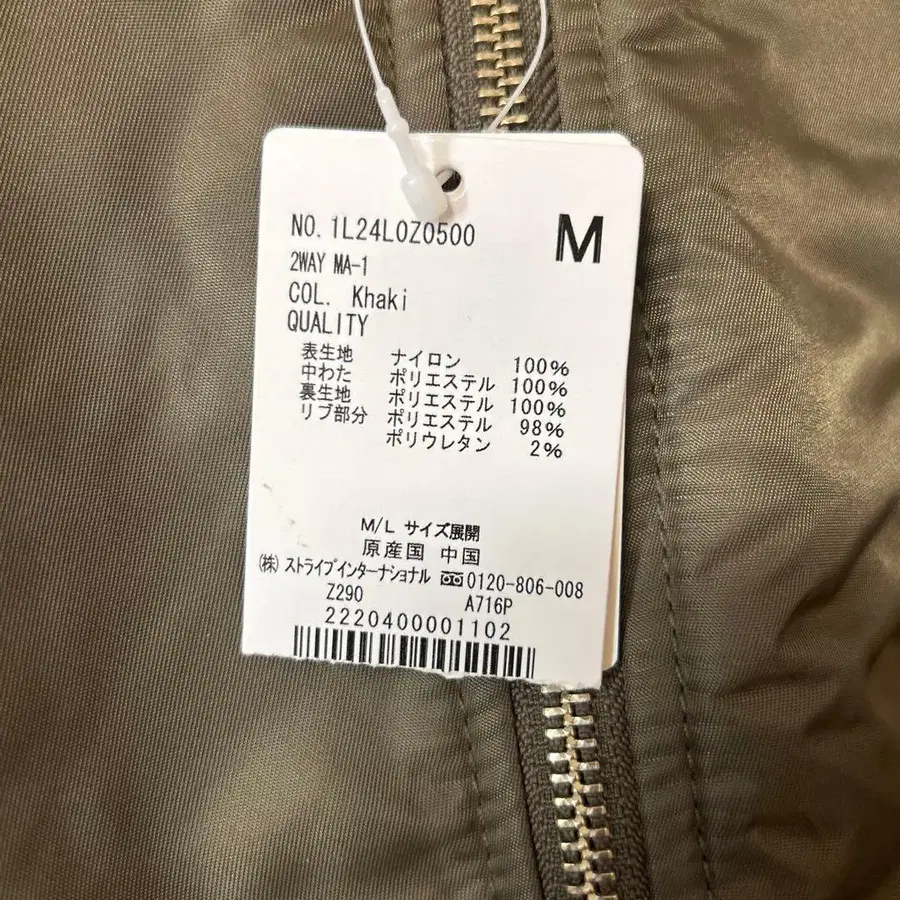 NO. 1L24L0Z0500
M
2WAY MA-1
COL. Khaki
QUALITY
表生地 ナイロン 100%
中わた ポリエステル 100%
裏生地 ポリエステル 100%
リブ部分 ポリエステル 98%
ポリウレタン 2%
M/L サイズ展開
原産国 中国
(株) ストライプインターナショナル 0120-806-008
Z290 A716P
2220400001102